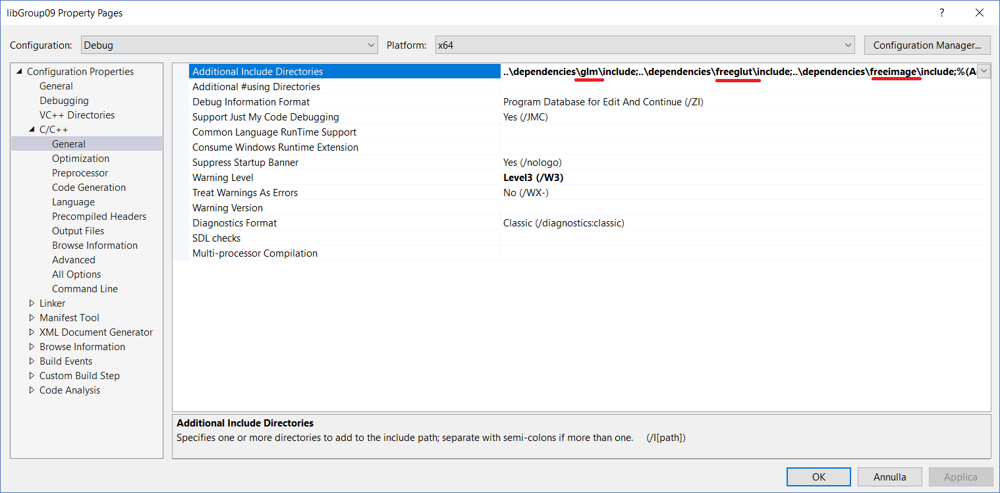 libGroup09 Property Pages
?
Configuration: Debug Platform: x64 Configuration Manager...
Configuration Properties
General
Debugging
VC++ Directories
C/C++
General
Optimization
Preprocessor
Code Generation
Language
Precompiled Headers
Output Files
Browse Information
Advanced
All Options
Command Line
Linker
Manifest Tool
XML Document Generator
Browse Information
Build Events
Custom Build Step
Code Analysis
Additional Include Directories ..\dependencies\glm\include;..\dependencies\freeglut\include;..\dependencies\freeimage\include;%(A
Additional #using Directories
Debug Information Format Program Database for Edit And Continue (/ZI)
Support Just My Code Debugging Yes (/JMC)
Common Language RunTime Support
Consume Windows Runtime Extension
Suppress Startup Banner Yes (/nologo)
Warning Level Level3 (/W3)
Treat Warnings As Errors No (/WX-)
Warning Version
Diagnostics Format Classic (/diagnostics:classic)
SDL checks
Multi-processor Compilation
Additional Include Directories
Specifies one or more directories to add to the include path; separate with semi-colons if more than one. (/I[path])
OK Annulla Applica